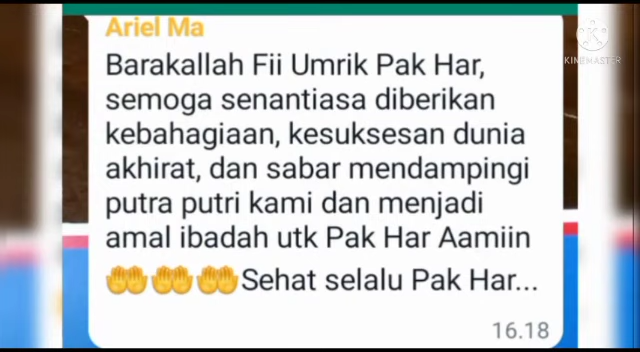 Ariel Ma
KINEMASTER
Barakallah Fii Umrik Pak Har,
semoga senantiasa diberikan
kebahagiaan, kesuksesan dunia
akhirat, dan sabar mendampingi
putra putri kami dan menjadi
amal ibadah utk Pak Har Aamiin
🤲🤲🤲Sehat selalu Pak Har...
16.18